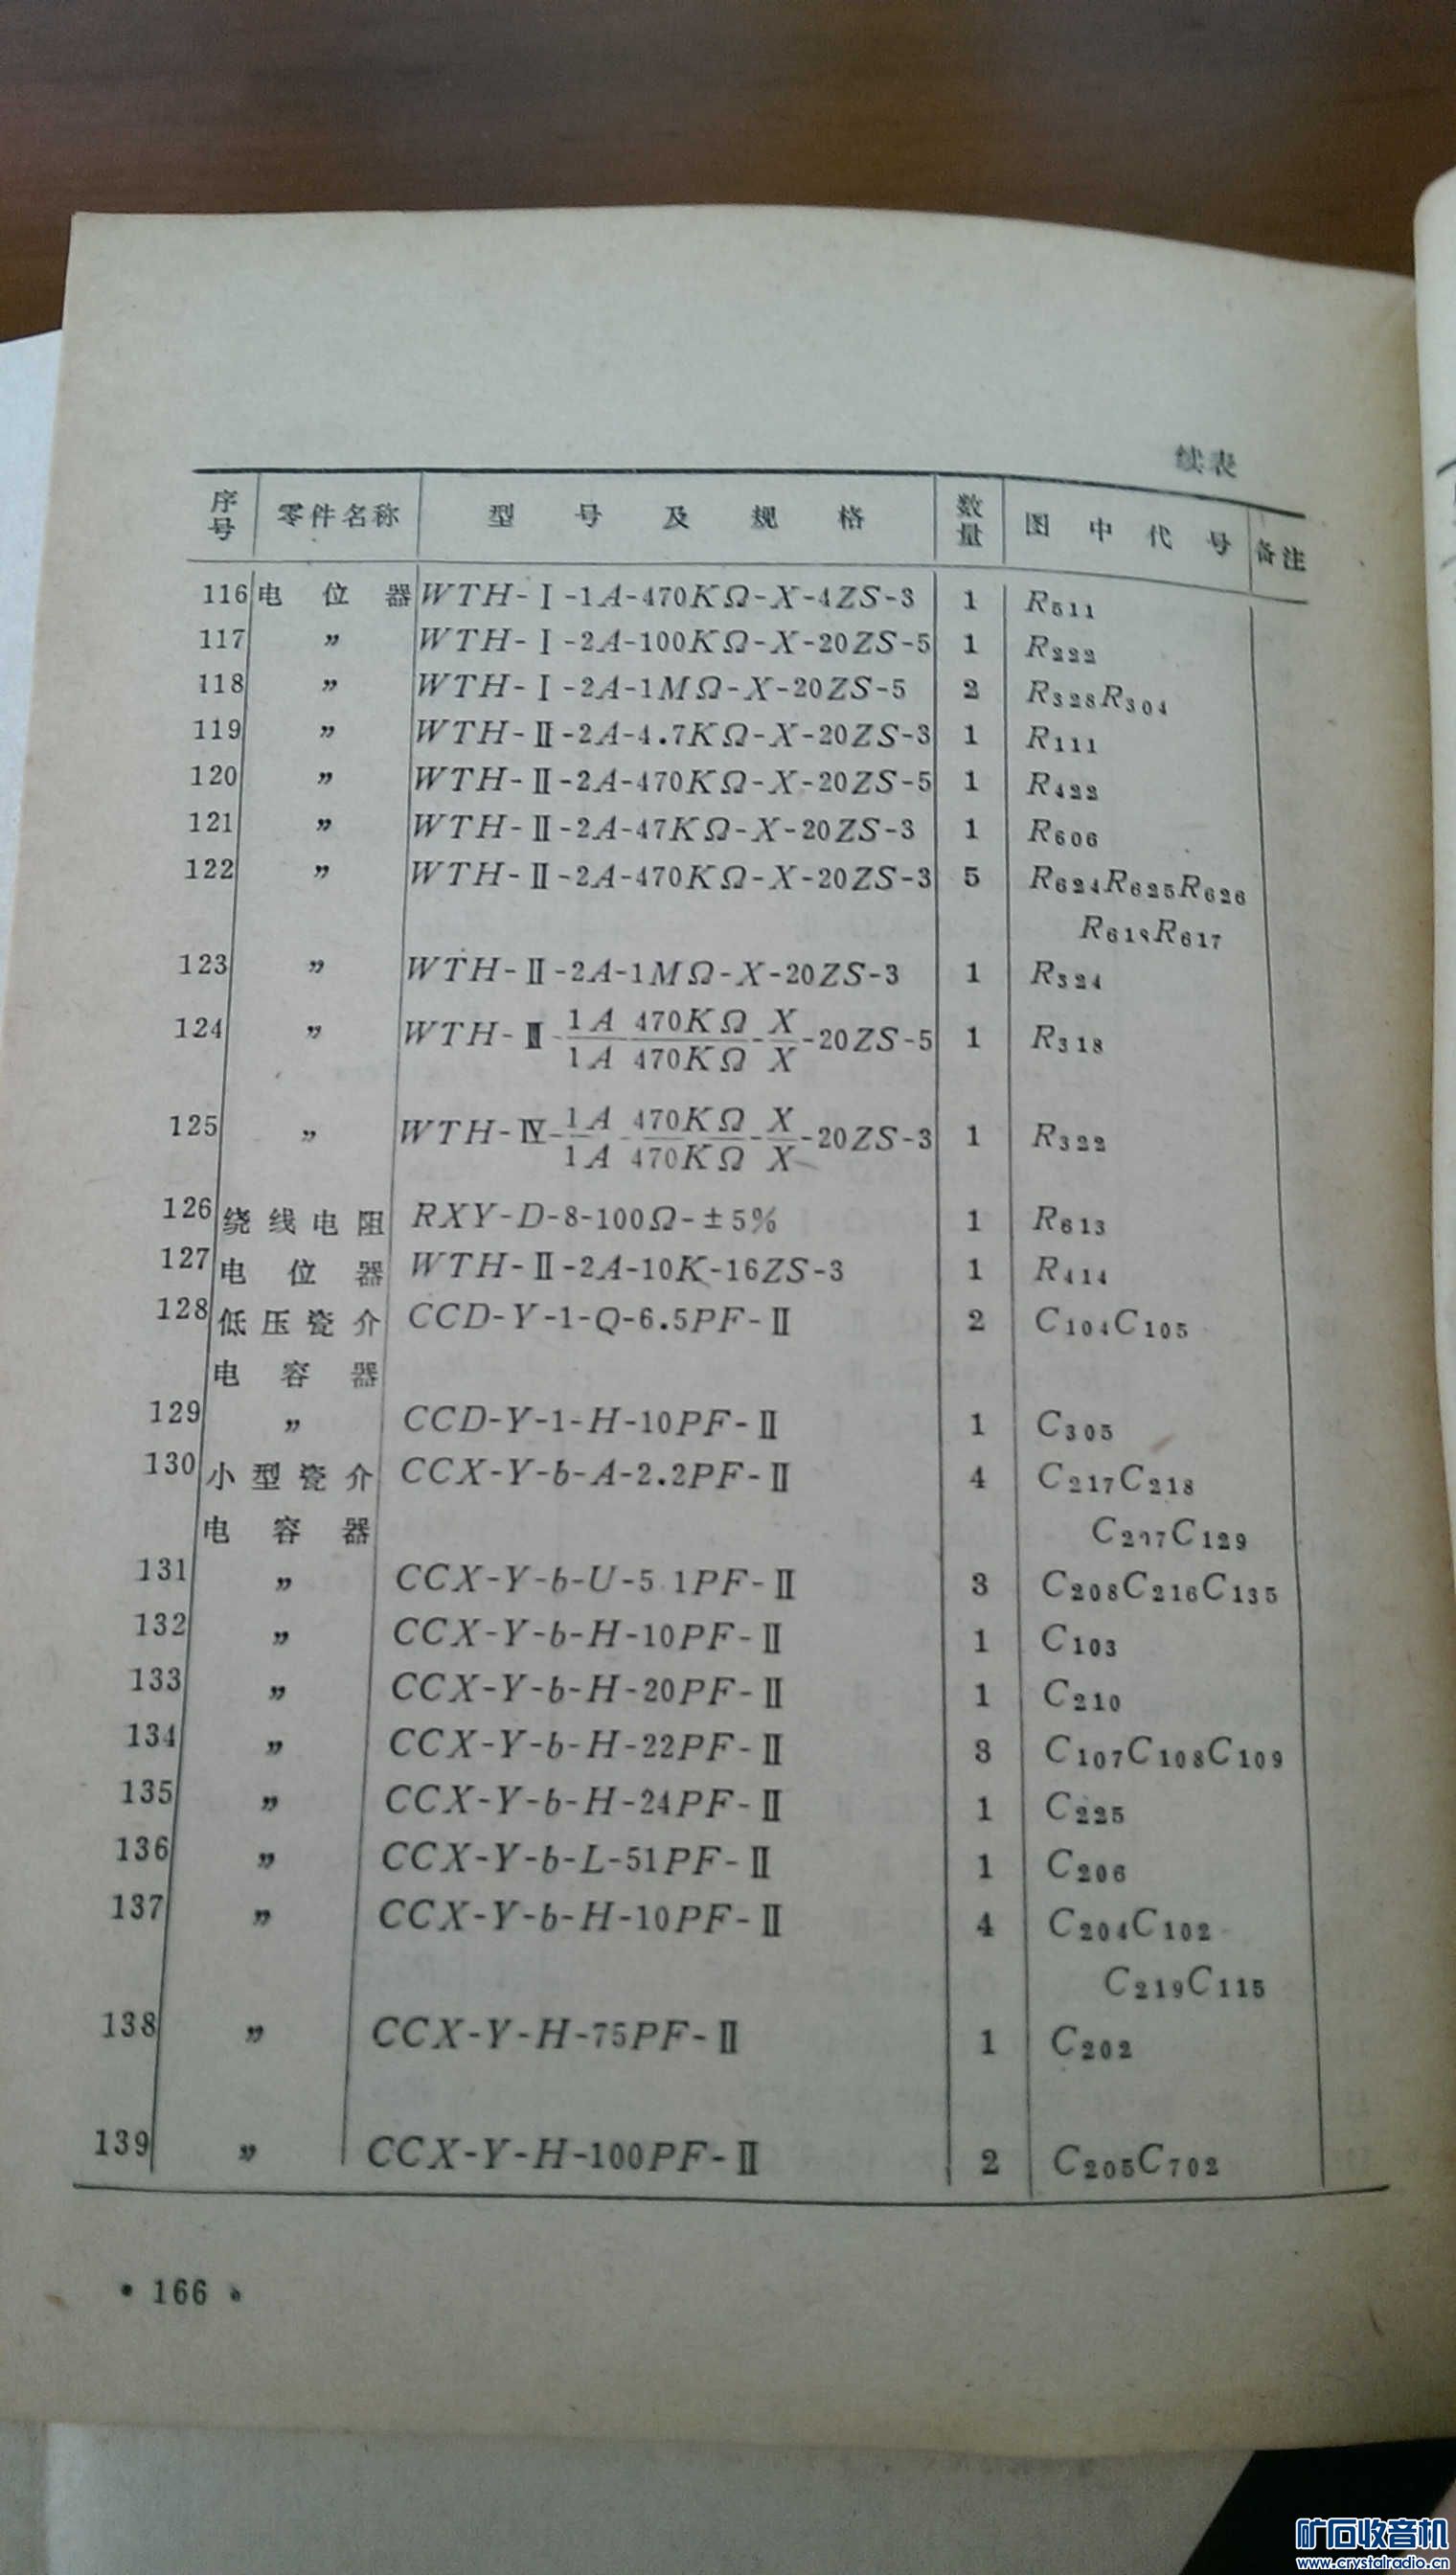 续表
序号 零件名称 型号及规格 数量 图中代号 备注
116 电位器 WTH-Ⅰ-1A-470KΩ-X-4ZS-3 1 R511
117 〃 WTH-Ⅰ-2A-100KΩ-X-20ZS-5 1 R222
118 〃 WTH-Ⅰ-2A-1MΩ-X-20ZS-5 2 R328R304
119 〃 WTH-Ⅱ-2A-4.7KΩ-X-20ZS-3 1 R111
120 〃 WTH-Ⅱ-2A-470KΩ-X-20ZS-5 1 R422
121 〃 WTH-Ⅱ-2A-47KΩ-X-20ZS-3 1 R606
122 〃 WTH-Ⅱ-2A-470KΩ-X-20ZS-3 5 R624R625R626
R618R617
123 〃 WTH-Ⅱ-2A-1MΩ-X-20ZS-3 1 R324
124 〃 WTH-Ⅲ-1A/1A-470KΩ/470KΩ-X/X-20ZS-5 1 R318
125 〃 WTH-Ⅳ-1A/1A-470KΩ/470KΩ-X/X-20ZS-3 1 R322
126 绕线电阻 RXY-D-8-100Ω-±5% 1 R613
127 电位器 WTH-Ⅱ-2A-10K-16ZS-3 1 R414
128 低压瓷介 CCD-Y-1-Q-6.5PF-Ⅱ 2 C104C105
电容器
129 〃 CCD-Y-1-H-10PF-Ⅱ 1 C305
130 小型瓷介 CCX-Y-b-A-2.2PF-Ⅱ 4 C217C218
电容器 C207C129
131 〃 CCX-Y-b-U-5.1PF-Ⅱ 3 C208C216C135
132 〃 CCX-Y-b-H-10PF-Ⅱ 1 C103
133 〃 CCX-Y-b-H-20PF-Ⅱ 1 C210
134 〃 CCX-Y-b-H-22PF-Ⅱ 3 C107C108C109
135 〃 CCX-Y-b-H-24PF-Ⅱ 1 C225
136 〃 CCX-Y-b-L-51PF-Ⅱ 1 C206
137 〃 CCX-Y-b-H-10PF-Ⅱ 4 C204C102
C219C115
138 〃 CCX-Y-H-75PF-Ⅱ 1 C202
139 〃 CCX-Y-H-100PF-Ⅱ 2 C205C702
• 166 •
矿石收音机
www.crystalradio.cn